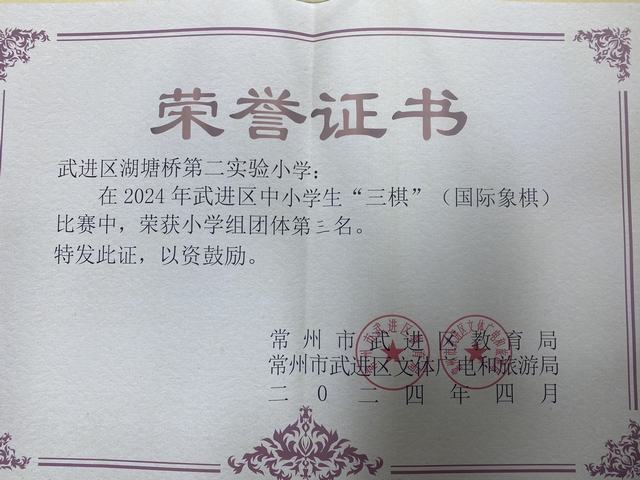 荣誉证书
武进区湖塘桥第二实验小学：
在2024年武进区中小学生“三棋”（国际象棋）
比赛中，荣获小学组团体第三名。
特发此证，以资鼓励。
常州市武进区教育局
常州市武进区文体广电和旅游局
二0二四年四月